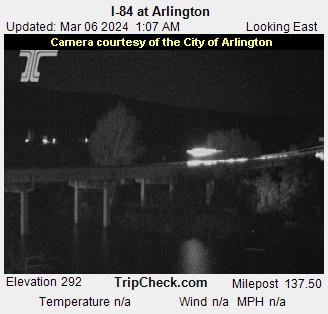 I-84 at Arlington
Updated: Mar 06 2024 1:07 AM Looking East
Camera courtesy of the City of Arlington
Elevation 292 TripCheck.com Milepost 137.50
Temperature n/a Wind n/a MPH n/a